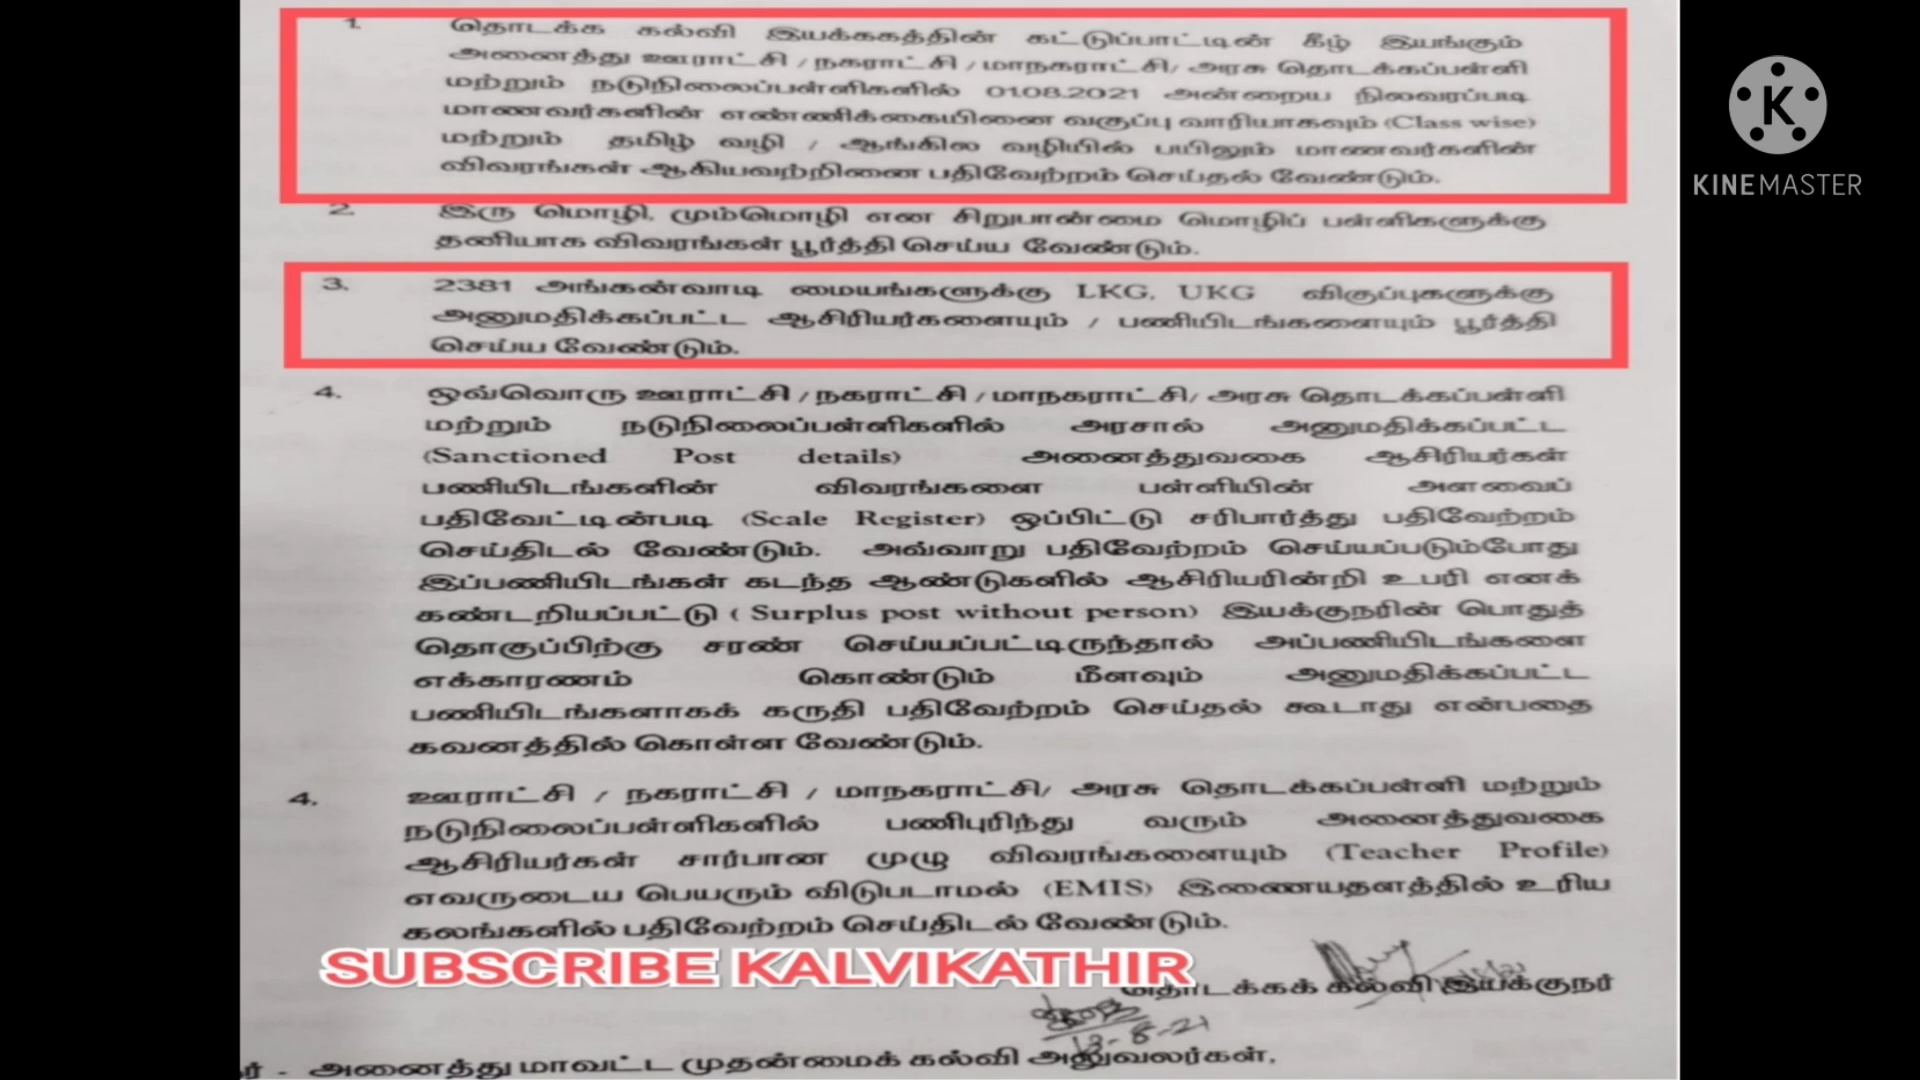 1. தொடக்க கல்வி இயக்ககத்தின் கட்டுப்பாட்டின் கீழ் இயங்கும்
அனைத்து ஊராட்சி / நகராட்சி / மாநகராட்சி/ அரசு தொடக்கப்பள்ளி
மற்றும் நடுநிலைப்பள்ளிகளில் 01.08.2021 அன்றைய நிலவரப்படி
மாணவர்களின் எண்ணிக்கையினை வகுப்பு வாரியாகவும் (Class wise)
மற்றும் தமிழ் வழி / ஆங்கில வழியில் பயிலும் மாணவர்களின்
விவரங்கள் ஆகியவற்றினை பதிவேற்றம் செய்தல் வேண்டும்.
2. இரு மொழி, மும்மொழி என சிறுபான்மை மொழிப் பள்ளிகளுக்கு
தனியாக விவரங்கள் பூர்த்தி செய்ய வேண்டும்.
3. 2381 அங்கன்வாடி மையங்களுக்கு LKG, UKG விகுப்புகளுக்கு
அனுமதிக்கப்பட்ட ஆசிரியர்களையும் / பணியிடங்களையும் பூர்த்தி
செய்ய வேண்டும்.
4. ஒவ்வொரு ஊராட்சி / நகராட்சி / மாநகராட்சி/ அரசு தொடக்கப்பள்ளி
மற்றும் நடுநிலைப்பள்ளிகளில் அரசால் அனுமதிக்கப்பட்ட
(Sanctioned Post details) அனைத்துவகை ஆசிரியர்கள்
பணியிடங்களின் விவரங்களை பள்ளியின் அளவைப்
பதிவேட்டின்படி (Scale Register) ஒப்பிட்டு சரிபார்த்து பதிவேற்றம்
செய்திடல் வேண்டும். அவ்வாறு பதிவேற்றம் செய்யப்படும்போது
இப்பணியிடங்கள் கடந்த ஆண்டுகளில் ஆசிரியரின்றி உபரி எனக்
கண்டறியப்பட்டு ( Surplus post without person) இயக்குநரின் பொதுத்
தொகுப்பிற்கு சரண் செய்யப்பட்டிருந்தால் அப்பணியிடங்களை
எக்காரணம் கொண்டும் மீளவும் அனுமதிக்கப்பட்ட
பணியிடங்களாகக் கருதி பதிவேற்றம் செய்தல் கூடாது என்பதை
கவனத்தில் கொள்ள வேண்டும்.
4. ஊராட்சி / நகராட்சி / மாநகராட்சி/ அரசு தொடக்கப்பள்ளி மற்றும்
நடுநிலைப்பள்ளிகளில் பணிபுரிந்து வரும் அனைத்துவகை
ஆசிரியர்கள் சார்பான முழு விவரங்களையும் (Teacher Profile)
எவருடைய பெயரும் விடுபடாமல் (EMIS) இணையதளத்தில் உரிய
கலங்களில் பதிவேற்றம் செய்திடல் வேண்டும்.
SUBSCRIBE KALVIKATHIR
தொடக்கக் கல்வி இயக்குநர்
13-8-21
- அனைத்து மாவட்ட முதன்மைக் கல்வி அலுவலர்கள்.
K
KINEMASTER